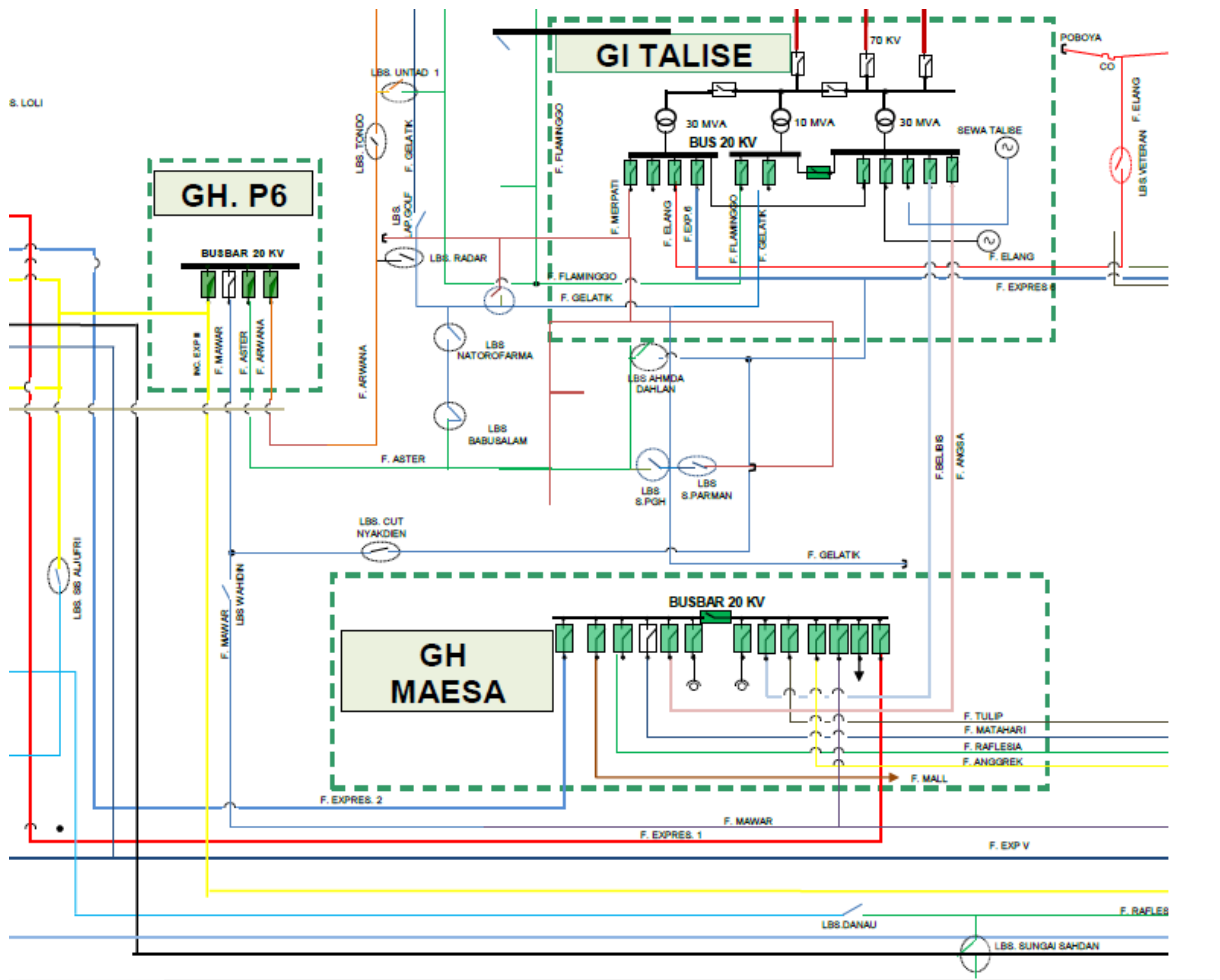 GI TALISE
70 KV
POBOYA
CO
LBS. UNTAD 1
S. LOLI
30 MVA
10 MVA
30 MVA
BUS 20 KV
SEWA TALISE
F. ELANG
LBS.VETERAN
LBS. TONDO
F. GELATIK
F. FLAMINGGO
GH. P6
BUSBAR 20 KV
LBS.
LAP.GOLF
LBS. RADAR
F. MERPATI
F. ELANG
F.EXP.6
F. FLAMINGGO
F. GELATIK
F. ELANG
F. FLAMINGGO
F. EXPRES 6
F. GELATIK
INC. EXP III
F. MAWAR
F. ASTER
F. ARWANA
F. ARWANA
LBS
NATOROFARMA
LBS AHMDA
DAHLAN
LBS
BABUSALAM
F. ASTER
LBS
S.PGH
LBS
S.PARMAN
F.BELIBIS
F. ANGSA
LBS. CUT
NYAKDIEN
F. GELATIK
LBS. SIS ALJUFRI
F. MAWAR
LBS WAHIDIN
BUSBAR 20 KV
GH
MAESA
F. TULIP
F. MATAHARI
F. RAFLESIA
F. ANGGREK
F. MALL
F. EXPRES. 2
F. MAWAR
F. EXPRES. 1
F. EXP V
F. RAFLES
LBS.DANAU
LBS. SUNGAI SAHDAN